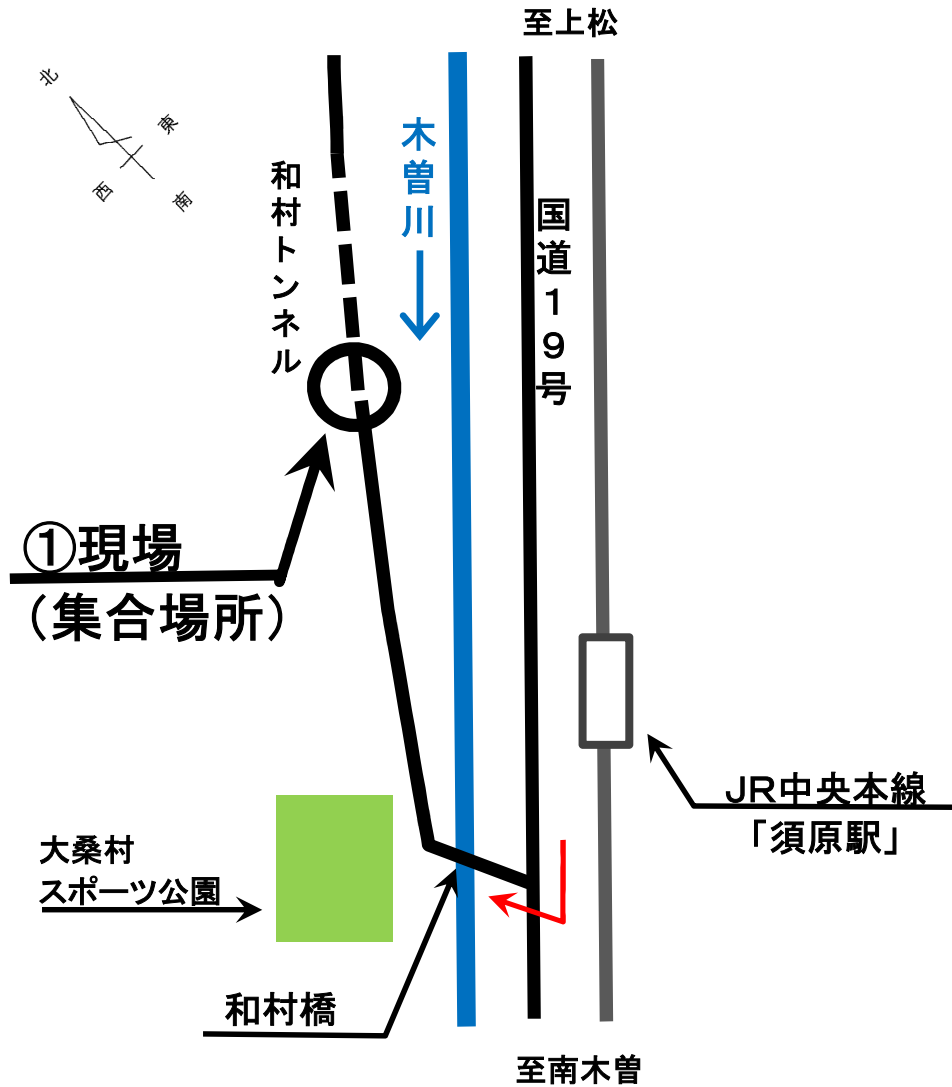 至上松
北
東
西
南
木曽川
和村トンネル
国道１９号
①現場
（集合場所）
JR中央本線
「須原駅」
大桑村
スポーツ公園
和村橋
至南木曽